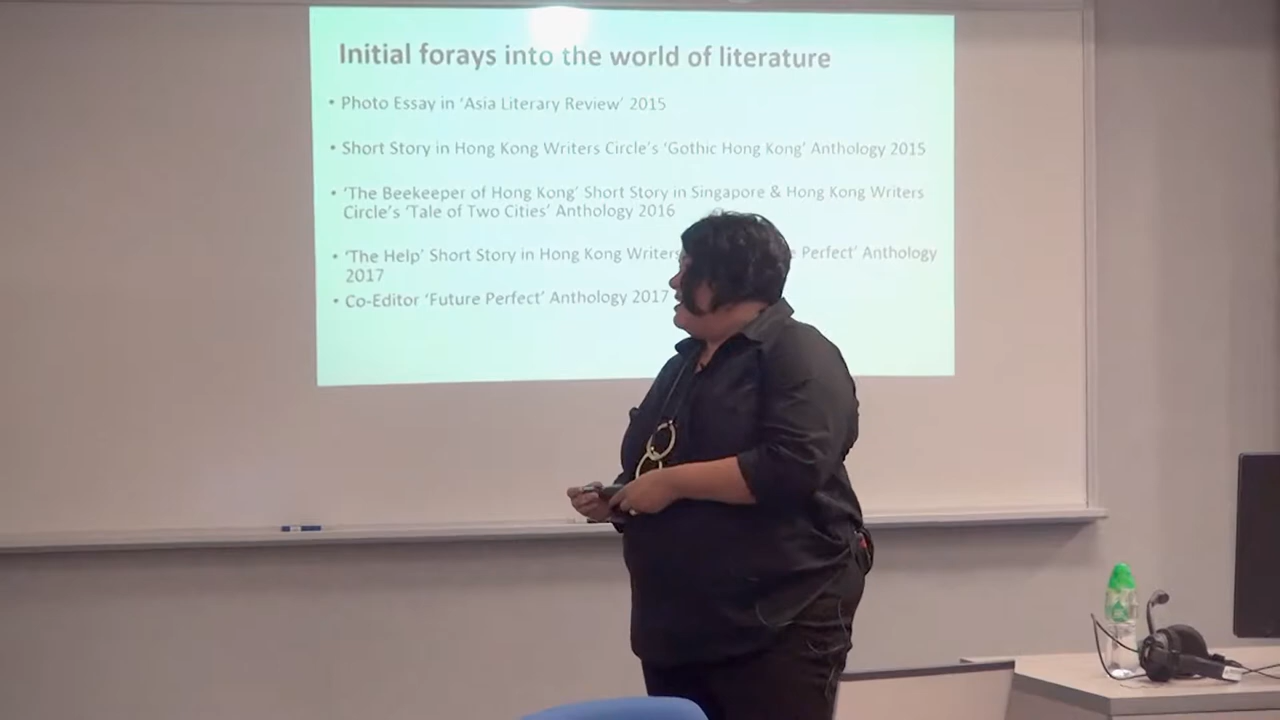 Initial forays into the world of literature
• Photo Essay in ‘Asia Literary Review’ 2015
• Short Story in Hong Kong Writers Circle’s ‘Gothic Hong Kong’ Anthology 2015
• ‘The Beekeeper of Hong Kong’ Short Story in Singapore & Hong Kong Writers
Circle’s ‘Tale of Two Cities’ Anthology 2016
• ‘The Help’ Short Story in Hong Kong Writers Perfect’ Anthology
2017
• Co-Editor ‘Future Perfect’ Anthology 2017